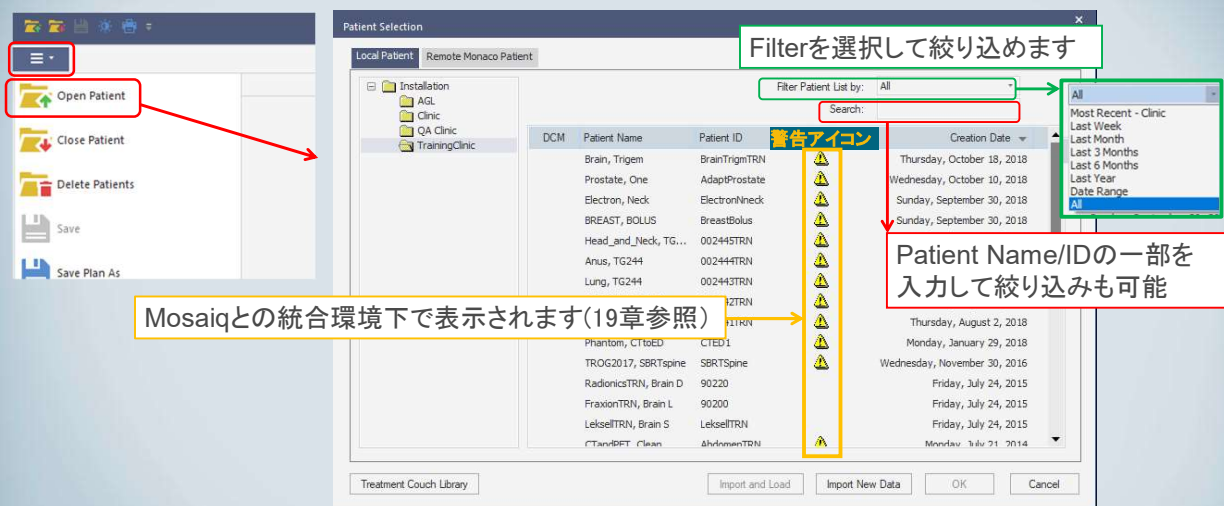 Patient Selection
Local Patient Remote Monaco Patient
Filterを選択して絞り込めます
Open Patient
Close Patient
Delete Patients
Save
Save Plan As
Installation
AGL
Clinic
QA Clinic
TrainingClinic
Filter Patient List by: All
Search:
All
Most Recent - Clinic
Last Week
Last Month
Last 3 Months
Last 6 Months
Last Year
Date Range
All
DCM Patient Name Patient ID 警告アイコン Creation Date
Brain, Trigem BrainTrigmTRN Thursday, October 18, 2018
Prostate, One AdaptProstate Wednesday, October 10, 2018
Electron, Neck ElectronNneck Sunday, September 30, 2018
BREAST, BOLUS BreastBolus Sunday, September 30, 2018
Head_and_Neck, TG... 002445TRN
Anus, TG244 002444TRN
Lung, TG244 002443TRN
Patient Name/IDの一部を
入力して絞り込みも可能
Mosaiqとの統合環境下で表示されます(19章参照)
Thursday, August 2, 2018
Phantom, CTtoED CTED1 Monday, January 29, 2018
TROG2017, SBRTspine SBRTSpine Wednesday, November 30, 2016
RadionicsTRN, Brain D 90220 Friday, July 24, 2015
FraxionTRN, Brain L 90200 Friday, July 24, 2015
LeksellTRN, Brain S LeksellTRN Friday, July 24, 2015
CTandPET, Clean AbdomenTRN Monday, July 21, 2014
Treatment Couch Library Import and Load Import New Data OK Cancel